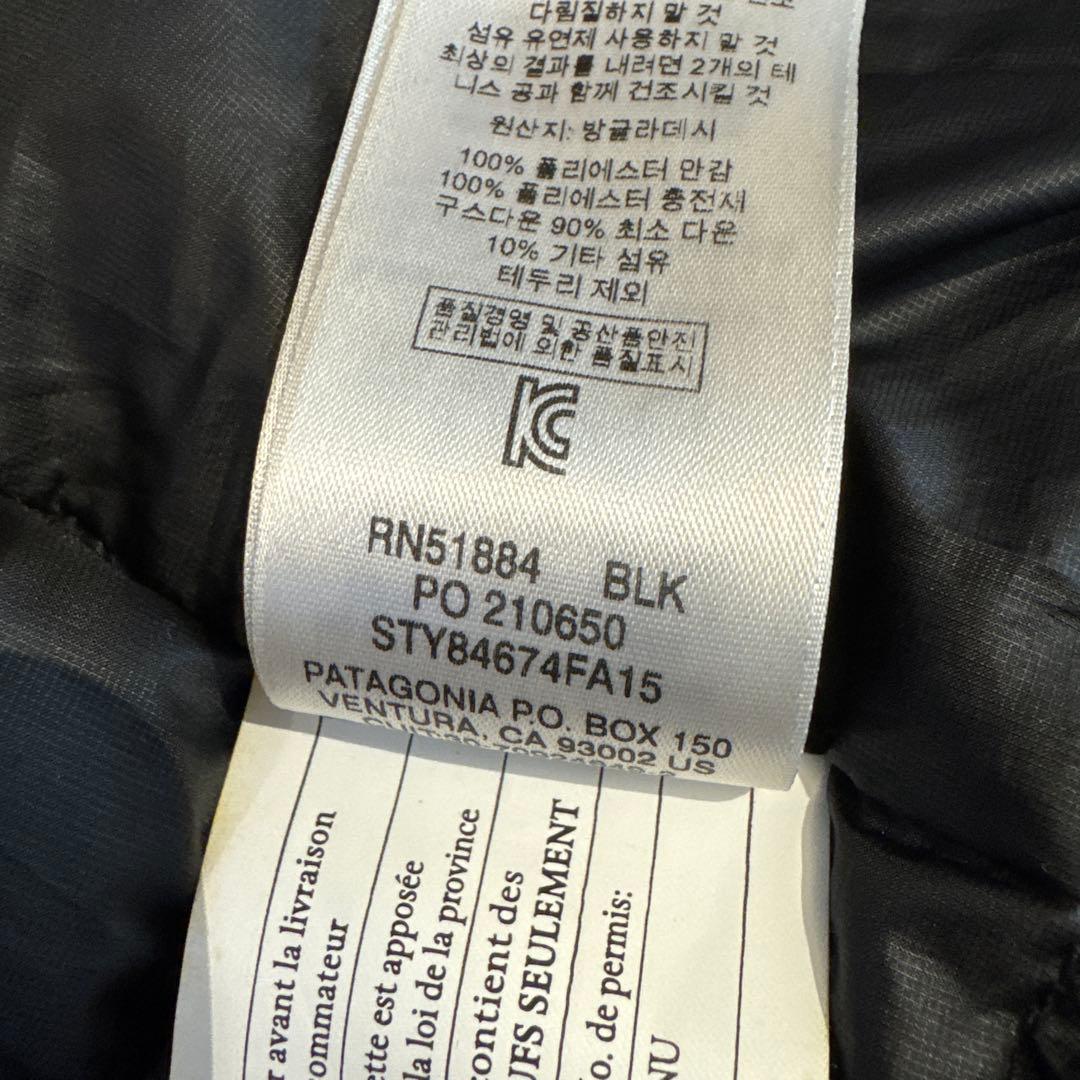 다림질하지 말 것
섬유 유연제 사용하지 말 것
최상의 결과를 내려면 2개의 테
니스 공과 함께 건조시킬 것
원산지: 방글라데시
100% 폴리에스터 안감
100% 폴리에스터 충전재
구스다운 90% 최소 다운
10% 기타 섬유
테두리 제외
품질경영 및 공산품안전
관리법에 의한 품질표시
KC
RN51884 BLK
PO 210650
STY84674FA15
PATAGONIA P.O. BOX 150
VENTURA, CA 93002 US
r avant la livraison
ommateur
ette est apposée
la loi de la province
contient des
UFS SEULEMENT
o. de permis:
NU